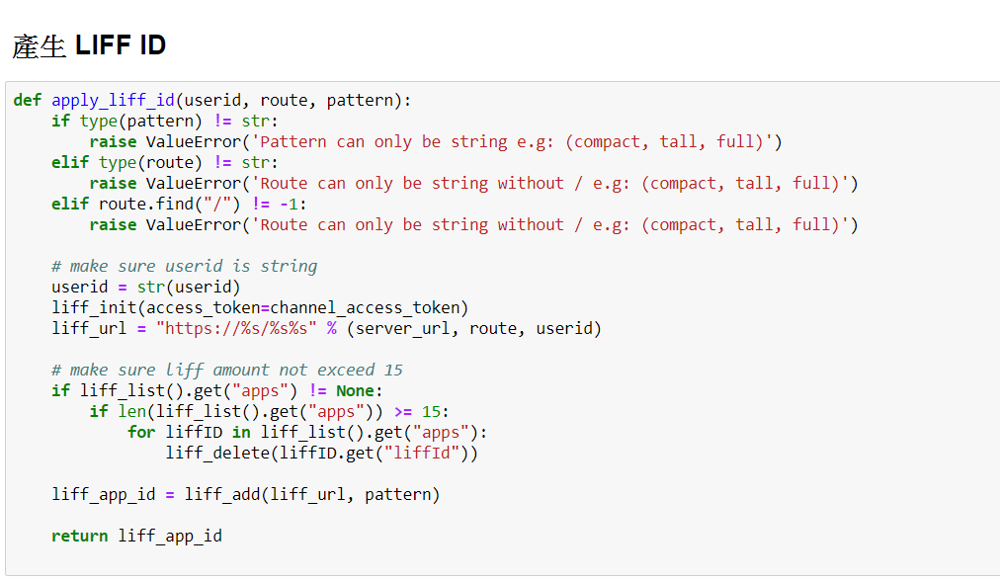 產生 LIFF ID
def apply_liff_id(userid, route, pattern):
    if type(pattern) != str:
        raise ValueError('Pattern can only be string e.g: (compact, tall, full)')
    elif type(route) != str:
        raise ValueError('Route can only be string without / e.g: (compact, tall, full)')
    elif route.find("/") != -1:
        raise ValueError('Route can only be string without / e.g: (compact, tall, full)')
    # make sure userid is string
    userid = str(userid)
    liff_init(access_token=channel_access_token)
    liff_url = "https://%s/%s%s" % (server_url, route, userid)
    # make sure liff amount not exceed 15
    if liff_list().get("apps") != None:
        if len(liff_list().get("apps")) >= 15:
            for liffID in liff_list().get("apps"):
                liff_delete(liffID.get("liffId"))
    liff_app_id = liff_add(liff_url, pattern)
    return liff_app_id